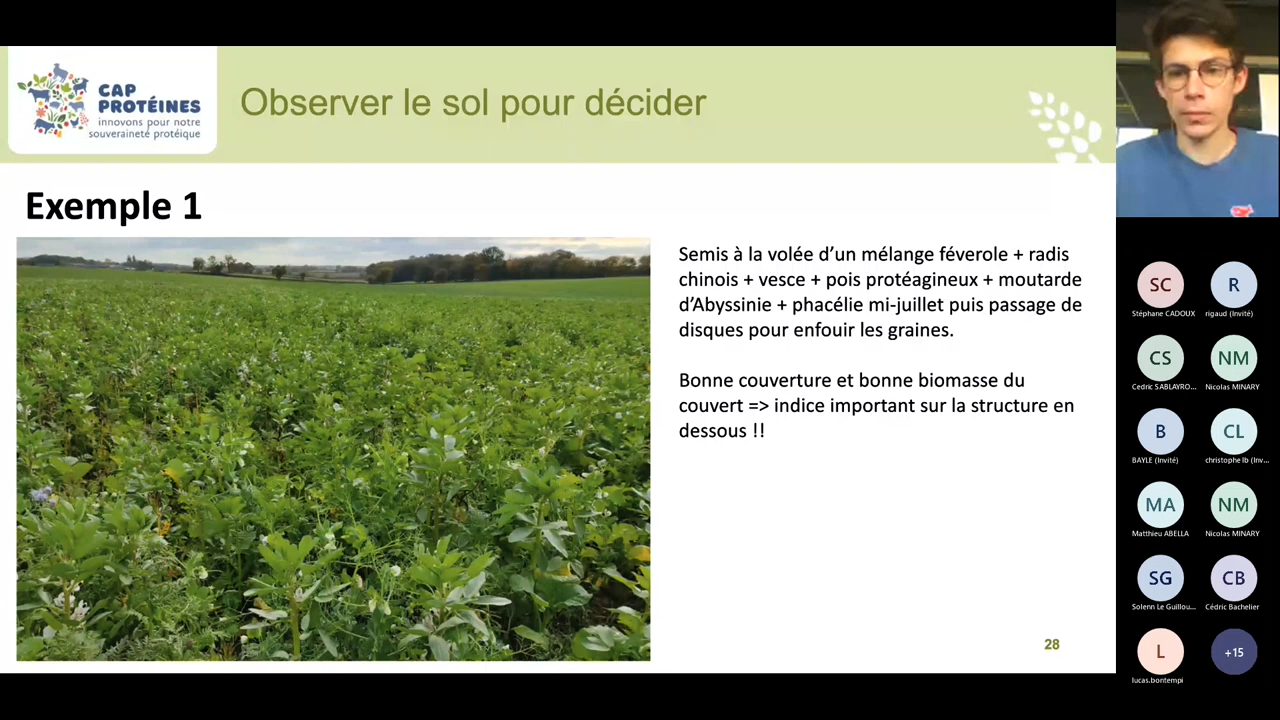 CAP
PROTÉINES
innovons pour notre
souveraineté protéique
Observer le sol pour décider
Exemple 1
Semis à la volée d’un mélange féverole + radis
chinois + vesce + pois protéagineux + moutarde
d’Abyssinie + phacélie mi-juillet puis passage de
disques pour enfouir les graines.
Bonne couverture et bonne biomasse du
couvert => indice important sur la structure en
dessous !!
28
SC
Stéphane CADOUX
R
rigaud (Invité)
CS
Cedric SABLAYRO...
NM
Nicolas MINARY
B
BAYLE (Invité)
CL
christophe lb (Inv...
MA
Matthieu ABELLA
NM
Nicolas MINARY
SG
Solenn Le Guillou...
CB
Cédric Bachelier
L
lucas.bontempi
+15